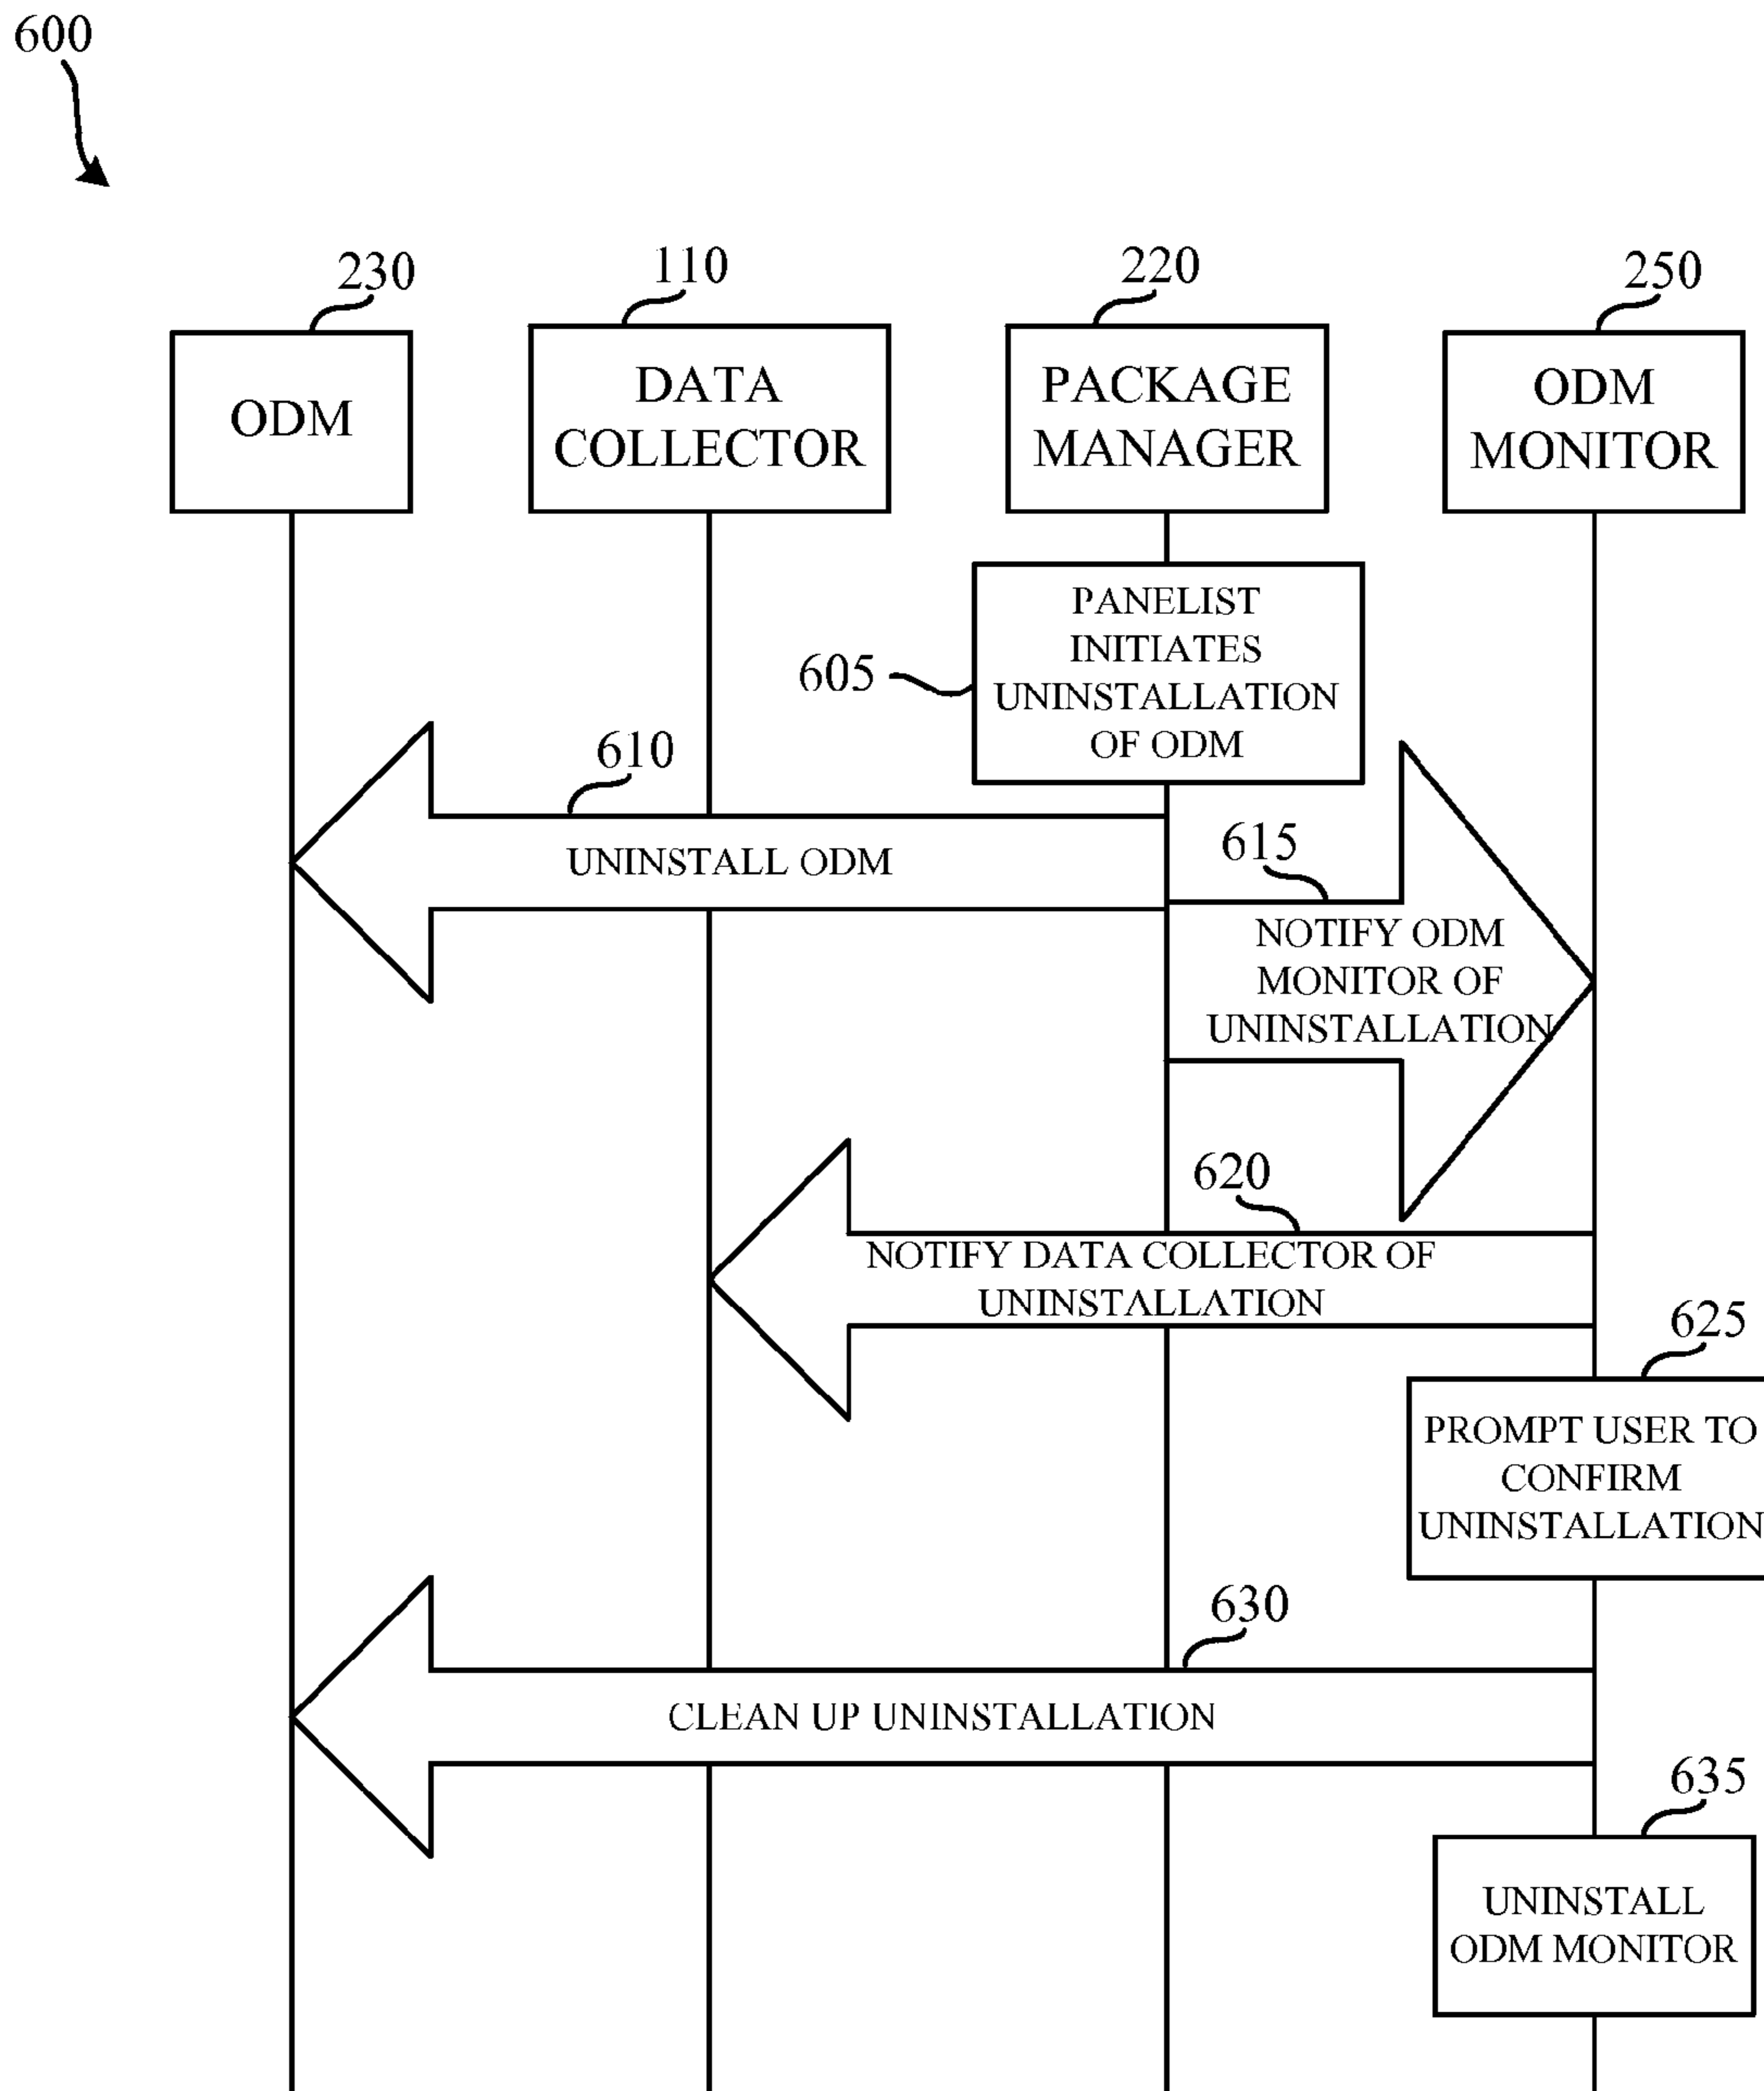 600
230
110
220
250
ODM
DATA
COLLECTOR
PACKAGE
MANAGER
ODM
MONITOR
PANELIST
INITIATES
UNINSTALLATION
OF ODM
605
610
UNINSTALL ODM
615
NOTIFY ODM
MONITOR OF
UNINSTALLATION
620
NOTIFY DATA COLLECTOR OF
UNINSTALLATION
625
PROMPT USER TO
CONFIRM
UNINSTALLATION
630
CLEAN UP UNINSTALLATION
635
UNINSTALL
ODM MONITOR